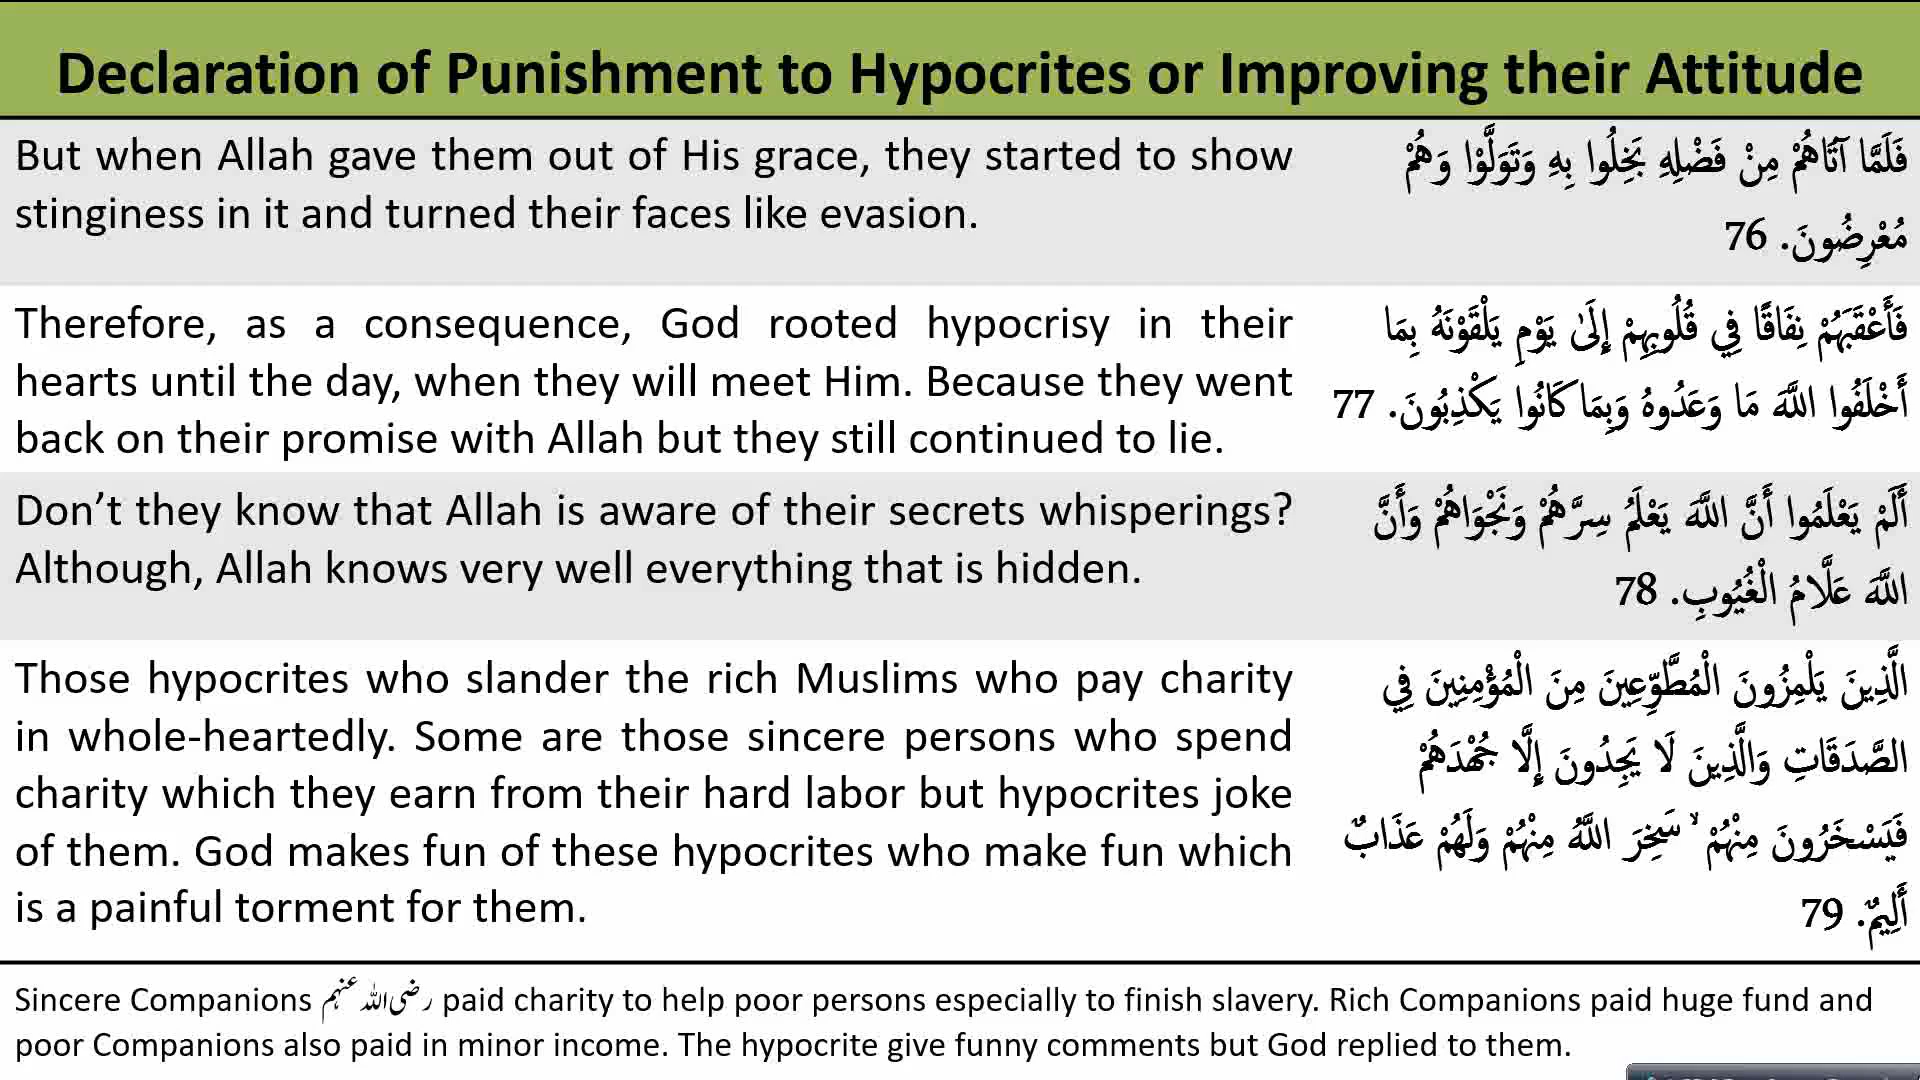 Declaration of Punishment to Hypocrites or Improving their Attitude
But when Allah gave them out of His grace, they started to show
stinginess in it and turned their faces like evasion.
فَلَمَّا آتَاهُمْ مِنْ فَضْلِهِ بَخِلُوا بِهِ وَتَوَلَّوْا وَهُمْ
مُعْرِضُونَ. 76
Therefore, as a consequence, God rooted hypocrisy in their
hearts until the day, when they will meet Him. Because they went
back on their promise with Allah but they still continued to lie.
فَأَعْقَبَهُمْ نِفَاقًا فِي قُلُوبِهِمْ إِلَىٰ يَوْمِ يَلْقَوْنَهُ بِمَا
أَخْلَفُوا اللَّهَ مَا وَعَدُوهُ وَبِمَا كَانُوا يَكْذِبُونَ. 77
Don’t they know that Allah is aware of their secrets whisperings?
Although, Allah knows very well everything that is hidden.
أَلَمْ يَعْلَمُوا أَنَّ اللَّهَ يَعْلَمُ سِرَّهُمْ وَنَجْوَاهُمْ وَأَنَّ
اللَّهَ عَلَّامُ الْغُيُوبِ. 78
Those hypocrites who slander the rich Muslims who pay charity
in whole-heartedly. Some are those sincere persons who spend
charity which they earn from their hard labor but hypocrites joke
of them. God makes fun of these hypocrites who make fun which
is a painful torment for them.
الَّذِينَ يَلْمِزُونَ الْمُطَّوِّعِينَ مِنَ الْمُؤْمِنِينَ فِي
الصَّدَقَاتِ وَالَّذِينَ لَا يَجِدُونَ إِلَّا جُهْدَهُمْ
فَيَسْخَرُونَ مِنْهُمْ ۙ سَخِرَ اللَّهُ مِنْهُمْ وَلَهُمْ عَذَابٌ
أَلِيمٌ. 79
Sincere Companions رضی اللہ عنہم paid charity to help poor persons especially to finish slavery. Rich Companions paid huge fund and
poor Companions also paid in minor income. The hypocrite give funny comments but God replied to them.